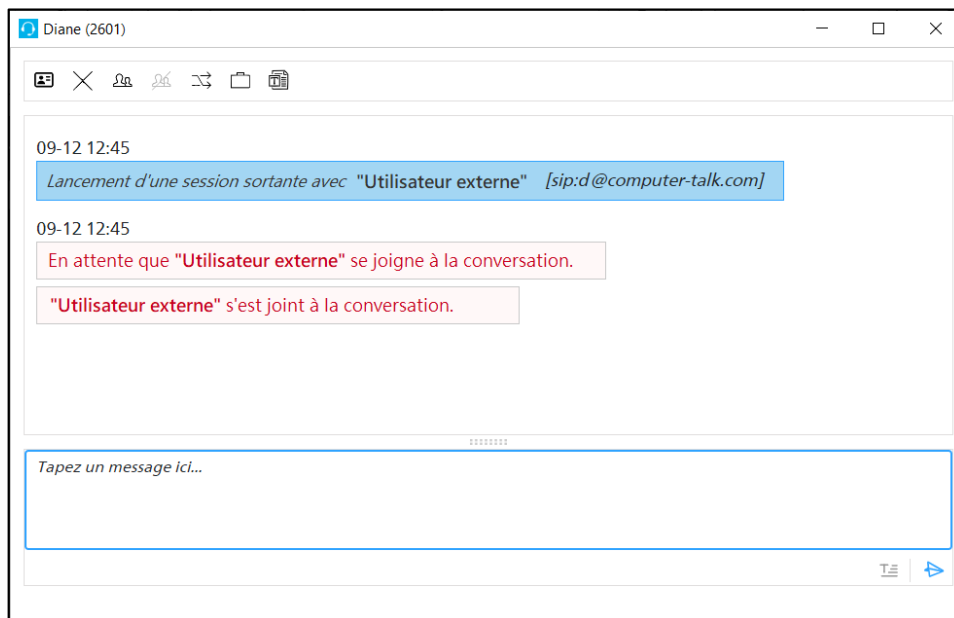 Diane (2601)
09-12 12:45
Lancement d'une session sortante avec "Utilisateur externe" [sip:d@computer-talk.com]
09-12 12:45
En attente que "Utilisateur externe" se joigne à la conversation.
"Utilisateur externe" s'est joint à la conversation.
Tapez un message ici...